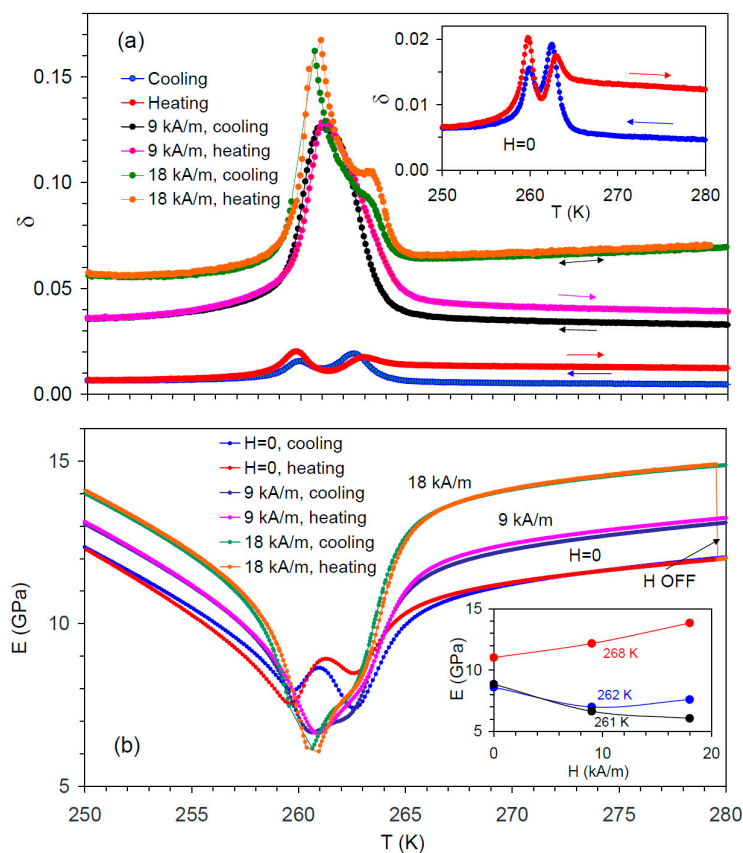 (a)
δ
0.15
0.10
0.05
0.00
Cooling
Heating
9 kA/m, cooling
9 kA/m, heating
18 kA/m, cooling
18 kA/m, heating
δ
0.02
0.01
0.00
H=0
250 260 270 280
T (K)
E (GPa)
15
10
5
H=0, cooling
H=0, heating
9 kA/m, cooling
9 kA/m, heating
18 kA/m, cooling
18 kA/m, heating
18 kA/m
9 kA/m
H=0
H OFF
(b)
E (GPa)
15
10
5
268 K
262 K
261 K
0 10 20
H (kA/m)
250 255 260 265 270 275 280
T (K)